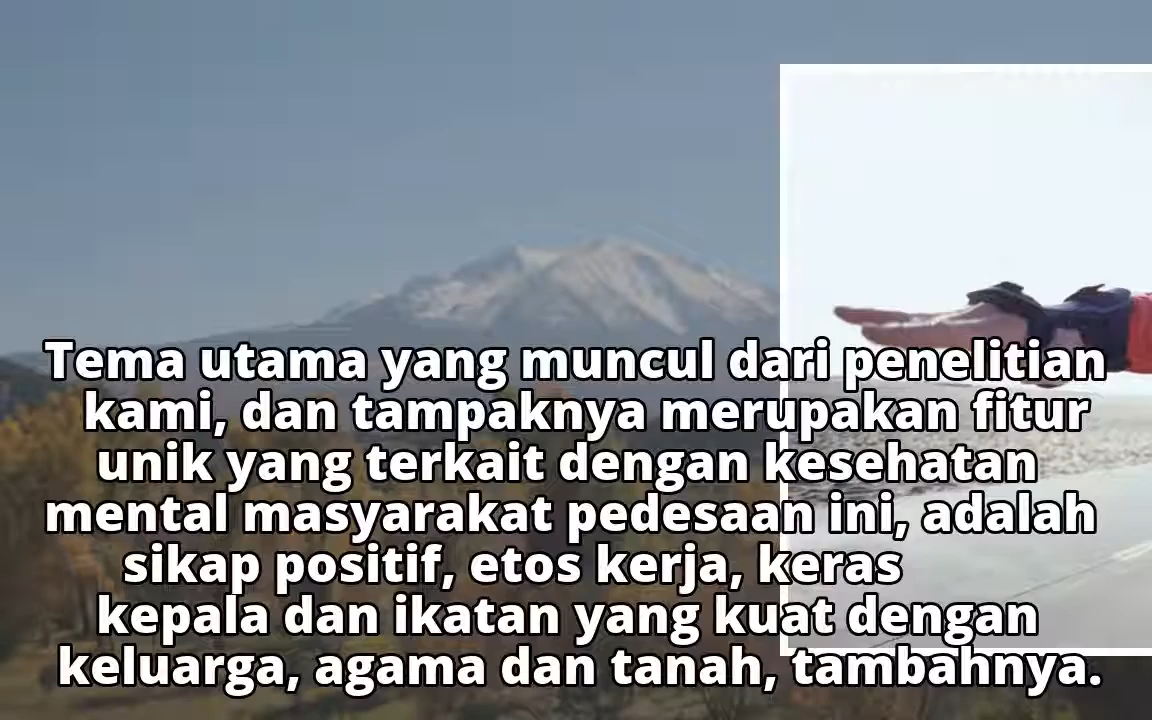 Tema utama yang muncul dari penelitian
kami, dan tampaknya merupakan fitur
unik yang terkait dengan kesehatan
mental masyarakat pedesaan ini, adalah
sikap positif, etos kerja, keras
kepala dan ikatan yang kuat dengan
keluarga, agama dan tanah, tambahnya.